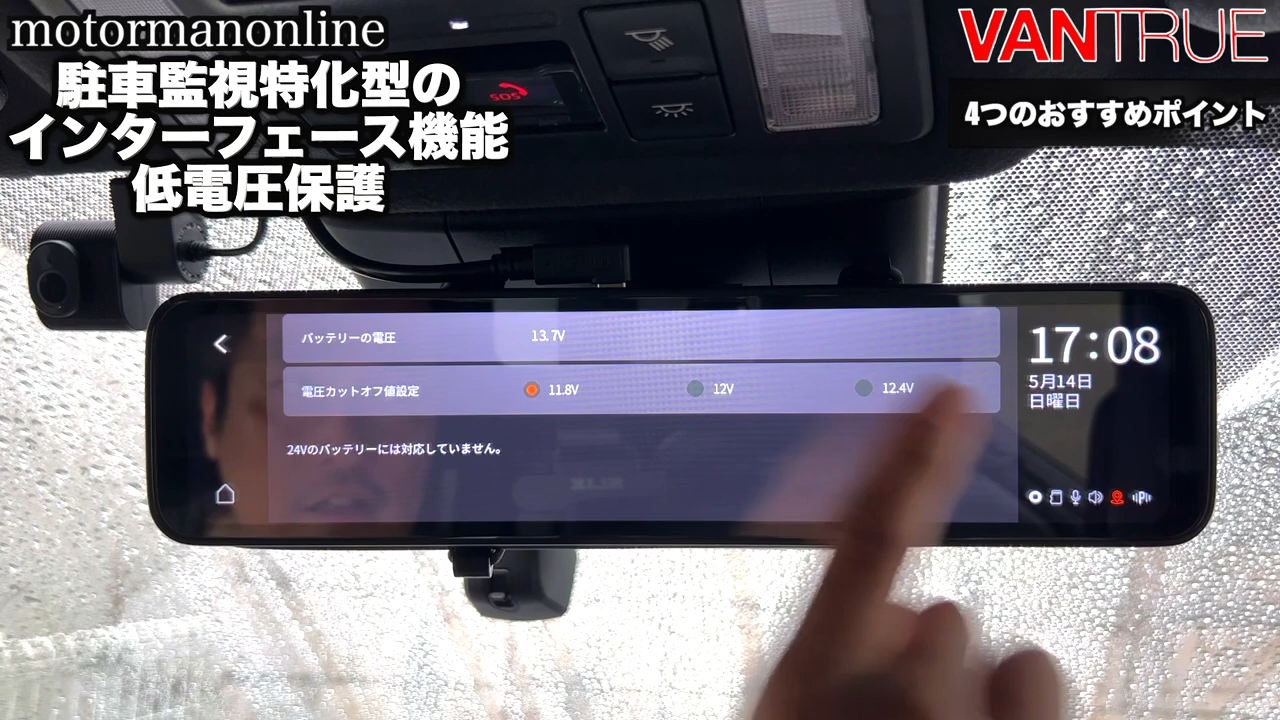 motormanonline
駐車監視特化型の
インターフェース機能
低電圧保護
VANTRUE
4つのおすすめポイント
SOS
バッテリーの電圧 13.7V
電圧カットオフ値設定 11.8V 12V 12.4V
24Vのバッテリーには対応していません。
17:08
5月14日
日曜日